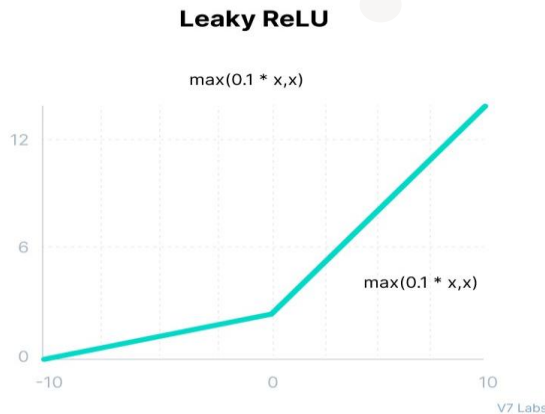 Leaky ReLU
max(0.1 * x,x)
12
6
max(0.1 * x,x)
0
-10 0 10
V7 Labs